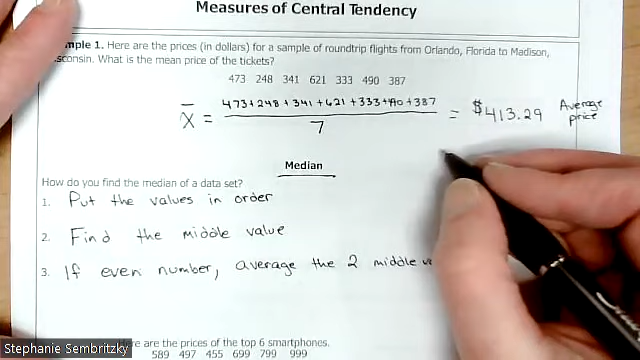 Measures of Central Tendency
mple 1. Here are the prices (in dollars) for a sample of roundtrip flights from Orlando, Florida to Madison,
sconsin. What is the mean price of the tickets?
473 248 341 621 333 490 387
x̄ = 473+248+341+621+333+490+387 / 7 = $413.29 Average price
Median
How do you find the median of a data set?
1. Put the values in order
2. Find the middle value
3. If even number, average the 2 middle
Stephanie Sembritzky
re are the prices of the top 6 smartphones.
589 497 455 699 799 999